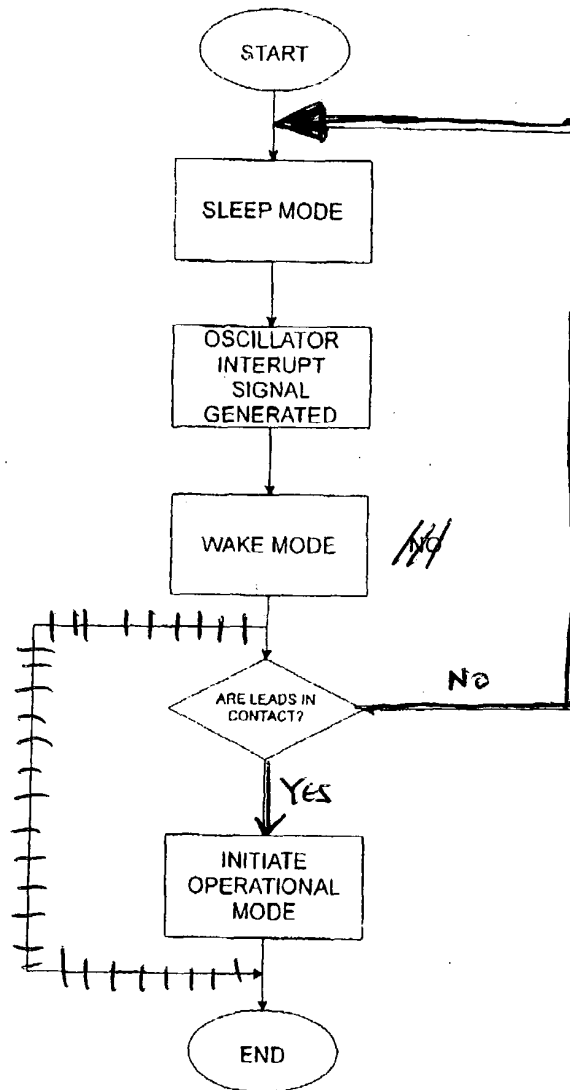 START
SLEEP MODE
OSCILLATOR
INTERUPT
SIGNAL
GENERATED
WAKE MODE
NO
ARE LEADS IN
CONTACT?
NO
YES
INITIATE
OPERATIONAL
MODE
END